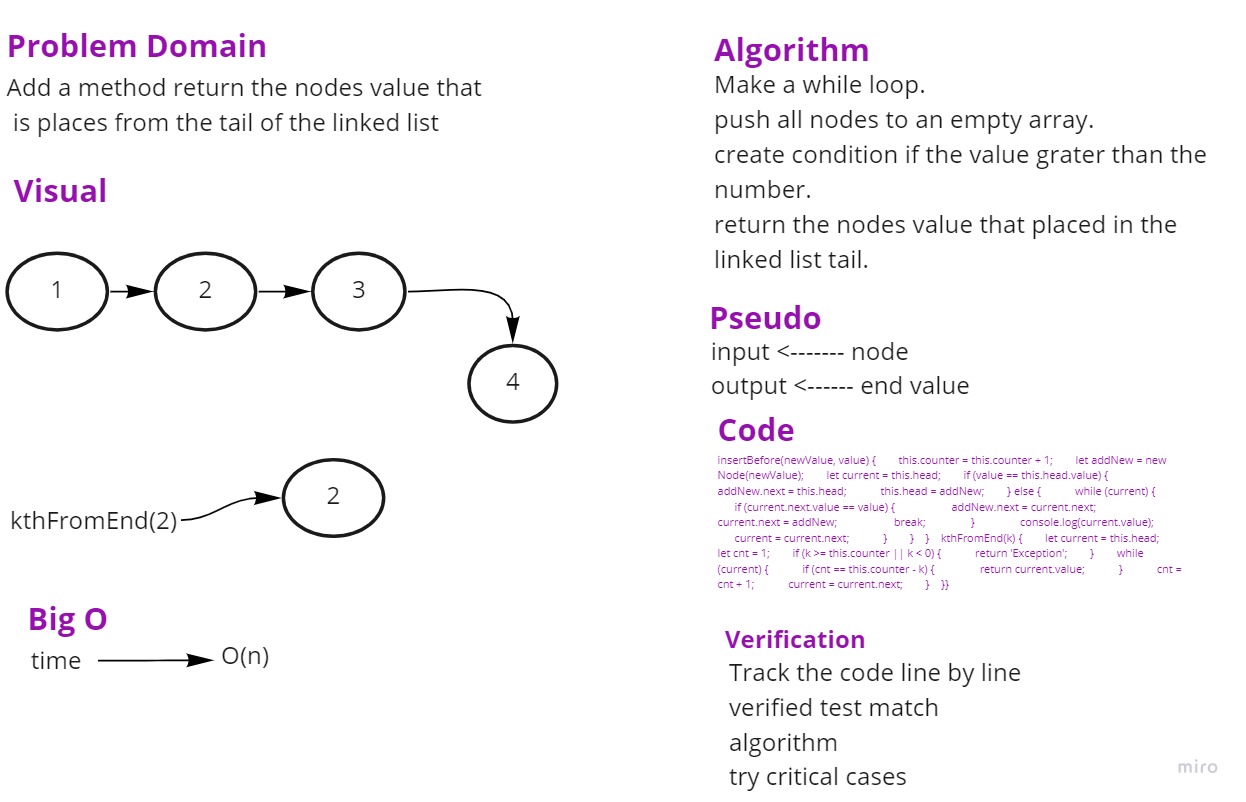 Problem Domain
Add a method return the nodes value that
is places from the tail of the linked list
Visual
1
2
3
4
kthFromEnd(2)
2
Big O
time
O(n)
Algorithm
Make a while loop.
push all nodes to an empty array.
create condition if the value grater than the
number.
return the nodes value that placed in the
linked list tail.
Pseudo
input <------- node
output <------ end value
Code
insertBefore(newValue, value) { this.counter = this.counter + 1; let addNew = new
Node(newValue); let current = this.head; if (value == this.head.value) {
addNew.next = this.head; this.head = addNew; } else { while (current) {
if (current.next.value == value) { addNew.next = current.next;
current.next = addNew; break; } console.log(current.value);
current = current.next; } } } kthFromEnd(k) { let current = this.head;
let cnt = 1; if (k >= this.counter || k < 0) { return 'Exception'; } while
(current) { if (cnt == this.counter - k) { return current.value; } cnt =
cnt + 1; current = current.next; } }}
Verification
Track the code line by line
verified test match
algorithm
try critical cases
miro